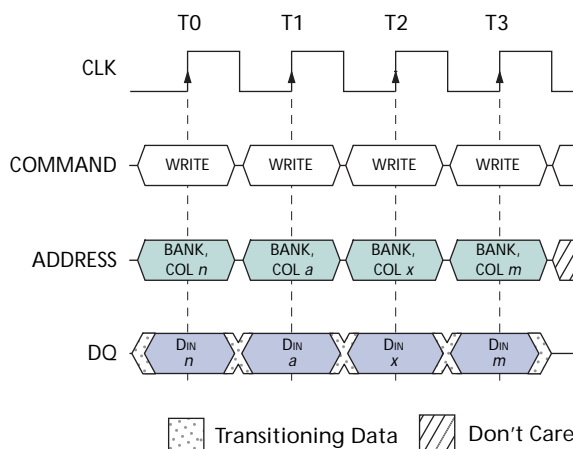 T0 T1 T2 T3
CLK
COMMAND WRITE WRITE WRITE WRITE
ADDRESS BANK, COL n BANK, COL a BANK, COL x BANK, COL m
DQ DIN n DIN a DIN x DIN m
Transitioning Data Don't Care